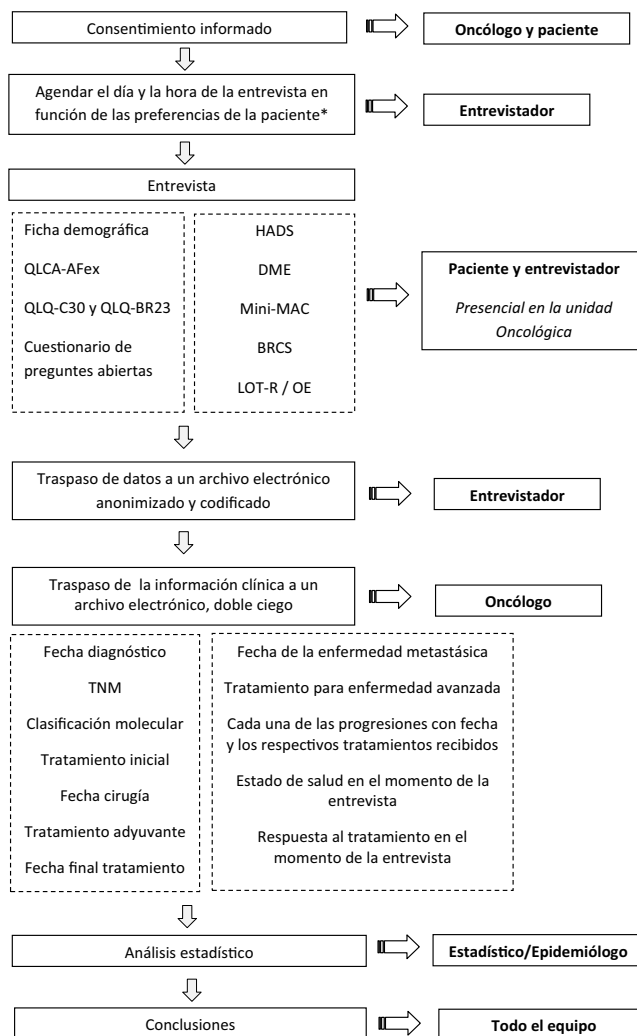 Consentimiento informado
Oncólogo y paciente
Agendar el día y la hora de la entrevista en
función de las preferencias de la paciente*
Entrevistador
Entrevista
Ficha demográfica
QLCA-AFex
QLQ-C30 y QLQ-BR23
Cuestionario de
preguntes abiertas
HADS
DME
Mini-MAC
BRCS
LOT-R / OE
Paciente y entrevistador
Presencial en la unidad
Oncológica
Traspaso de datos a un archivo electrónico
anonimizado y codificado
Entrevistador
Traspaso de la información clínica a un
archivo electrónico, doble ciego
Oncólogo
Fecha diagnóstico
TNM
Clasificación molecular
Tratamiento inicial
Fecha cirugía
Tratamiento adyuvante
Fecha final tratamiento
Fecha de la enfermedad metastásica
Tratamiento para enfermedad avanzada
Cada una de las progresiones con fecha
y los respectivos tratamientos recibidos
Estado de salud en el momento de la
entrevista
Respuesta al tratamiento en el
momento de la entrevista
Análisis estadístico
Estadístico/Epidemiólogo
Conclusiones
Todo el equipo